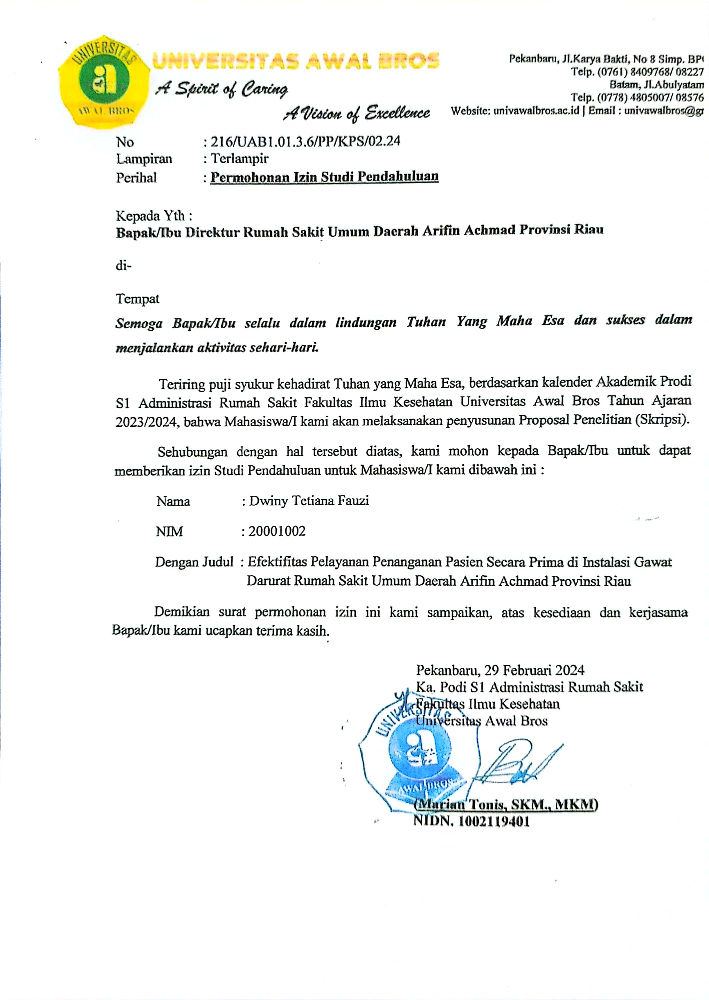 UNIVERSITAS
AWAL BROS
UNIVERSITAS AWAL BROS
A Spirit of Caring
A Vision of Excellence
Pekanbaru, Jl.Karya Bakti, No 8 Simp.
Telp. (0761) 8409768/ 08227
Batam, Jl.Abulyatam
Telp. (0778) 4805007/ 08576
Website: univawalbros.ac.id | Email :
No : 216/UAB1.01.3.6/PP/KPS/02.24
Lampiran : Terlampir
Perihal : Permohonan Izin Studi Pendahuluan
Kepada Yth :
Bapak/Ibu Direktur Rumah Sakit Umum Daerah Arifin Achmad Provinsi Riau
di-
Tempat
Semoga Bapak/Ibu selalu dalam lindungan Tuhan Yang Maha Esa dan sukses dalam
menjalankan aktivitas sehari-hari.
Teriring puji syukur kehadirat Tuhan yang Maha Esa, berdasarkan kalender Akademik Prodi
S1 Administrasi Rumah Sakit Fakultas Ilmu Kesehatan Universitas Awal Bros Tahun Ajaran
2023/2024, bahwa Mahasiswa/I kami akan melaksanakan penyusunan Proposal Penelitian (Skripsi).
Sehubungan dengan hal tersebut diatas, kami mohon kepada Bapak/Ibu untuk dapat
memberikan izin Studi Pendahuluan untuk Mahasiswa/I kami dibawah ini :
Nama : Dwiny Tetiana Fauzi
NIM : 20001002
Dengan Judul : Efektifitas Pelayanan Penanganan Pasien Secara Prima di Instalasi Gawat
Darurat Rumah Sakit Umum Daerah Arifin Achmad Provinsi Riau
Demikian surat permohonan izin ini kami sampaikan, atas kesediaan dan kerjasama
Bapak/Ibu kami ucapkan terima kasih.
Pekanbaru, 29 Februari 2024
Ka. Podi S1 Administrasi Rumah Sakit
Fakultas Ilmu Kesehatan
Universitas Awal Bros
UNIVERSITAS
AWAL BROS
(Marian Tonis, SKM., MKM)
NIDN. 1002119401